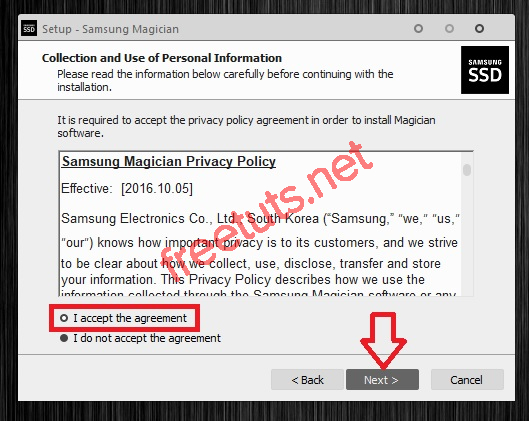 Setup - Samsung Magician
Collection and Use of Personal Information
Please read the information below carefully before continuing with the
installation.
SAMSUNG
SSD
It is required to accept the privacy policy agreement in order to install Magician
software.
Samsung Magician Privacy Policy
Effective:  [2016.10.05]
Samsung Electronics Co., Ltd., South Korea (“Samsung,” “we,“ “us,“
“our”) knows how important privacy is to its customers, and we strive
to be clear about how we collect, use, disclose, transfer and store
your information. This Privacy Policy describes how we use the
information collected through the Samsung Magician software or any
freetuts.net
I accept the agreement
I do not accept the agreement
< Back
Next >
Cancel